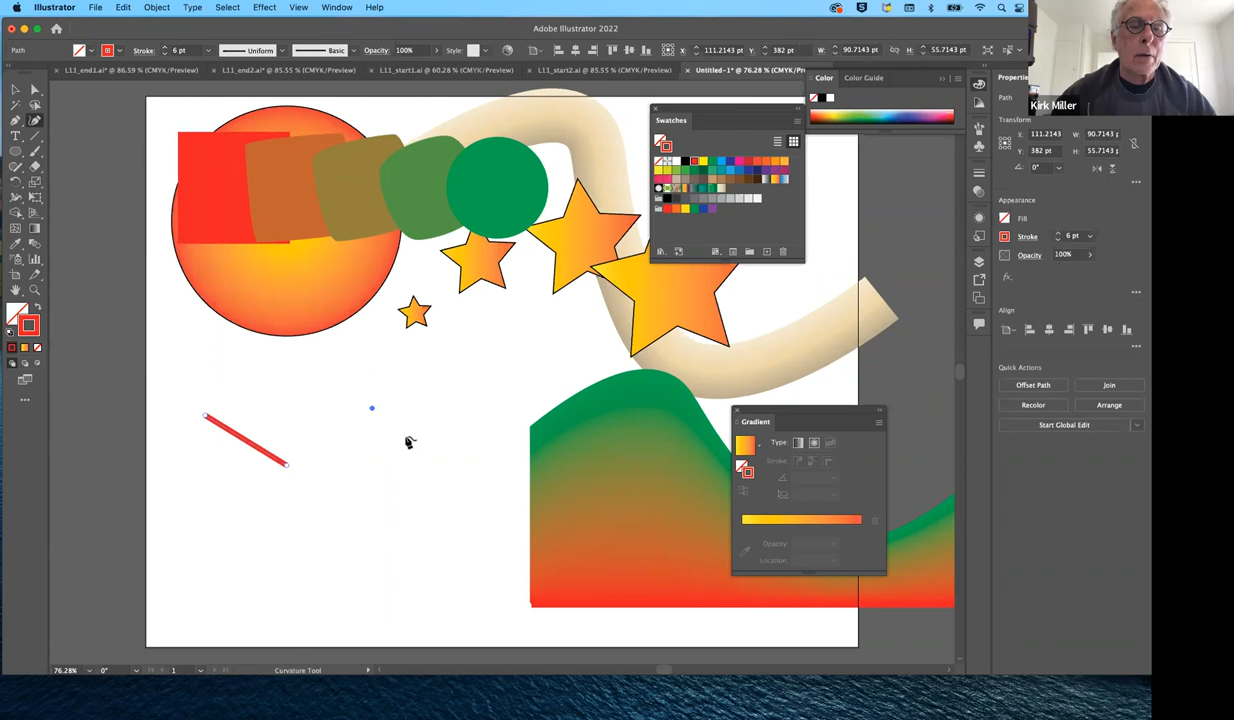 Illustrator File Edit Object Type Select Effect View Window Help
Adobe Illustrator 2022
Path Stroke: 6 pt Uniform Basic Opacity: 100% Style: X: 111.2143 pt Y: 382 pt W: 90.7143 pt H: 55.7143 pt
L11_end1.ai* @ 86.59 % (CMYK/Preview) L11_end2.ai* @ 85.55 % (CMYK/Preview) L11_start1.ai @ 60.28 % (CMYK/Preview) L11_start2.ai @ 85.55 % (CMYK/Preview) Untitled-1* @ 76.28 % (CMYK/Pre
Color Color Guide
Properti
Kirk Miller
Path
Transform
X: 111.2143 W: 90.7143 p
Y: 382 pt H: 55.7143 p
0°
Swatches
Appearance
Fill
Stroke 6 pt
Opacity 100%
fx.
Align
Quick Actions
Offset Path Join
Recolor Arrange
Start Global Edit
Gradient
Type:
Stroke:
Opacity:
Location:
76.28% 0° 1 Curvature Tool